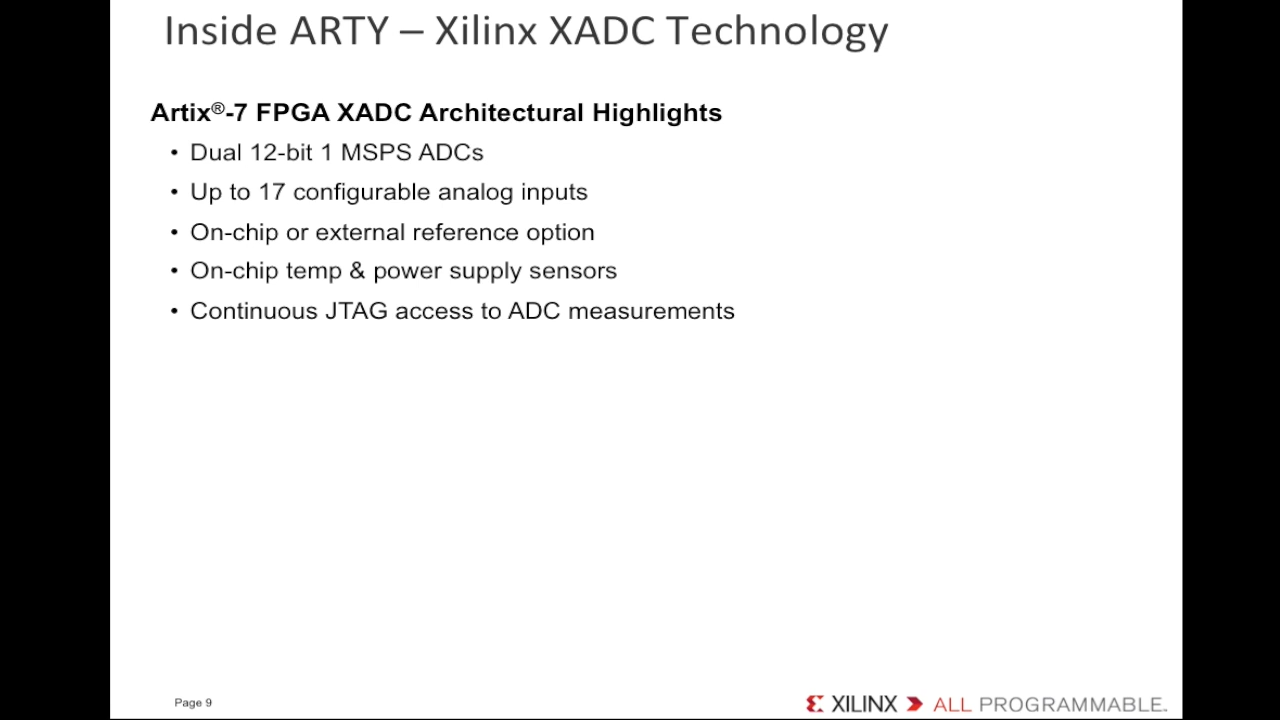 Inside ARTY – Xilinx XADC Technology
Artix®-7 FPGA XADC Architectural Highlights
• Dual 12-bit 1 MSPS ADCs
• Up to 17 configurable analog inputs
• On-chip or external reference option
• On-chip temp & power supply sensors
• Continuous JTAG access to ADC measurements
Page 9
XILINX ALL PROGRAMMABLE™